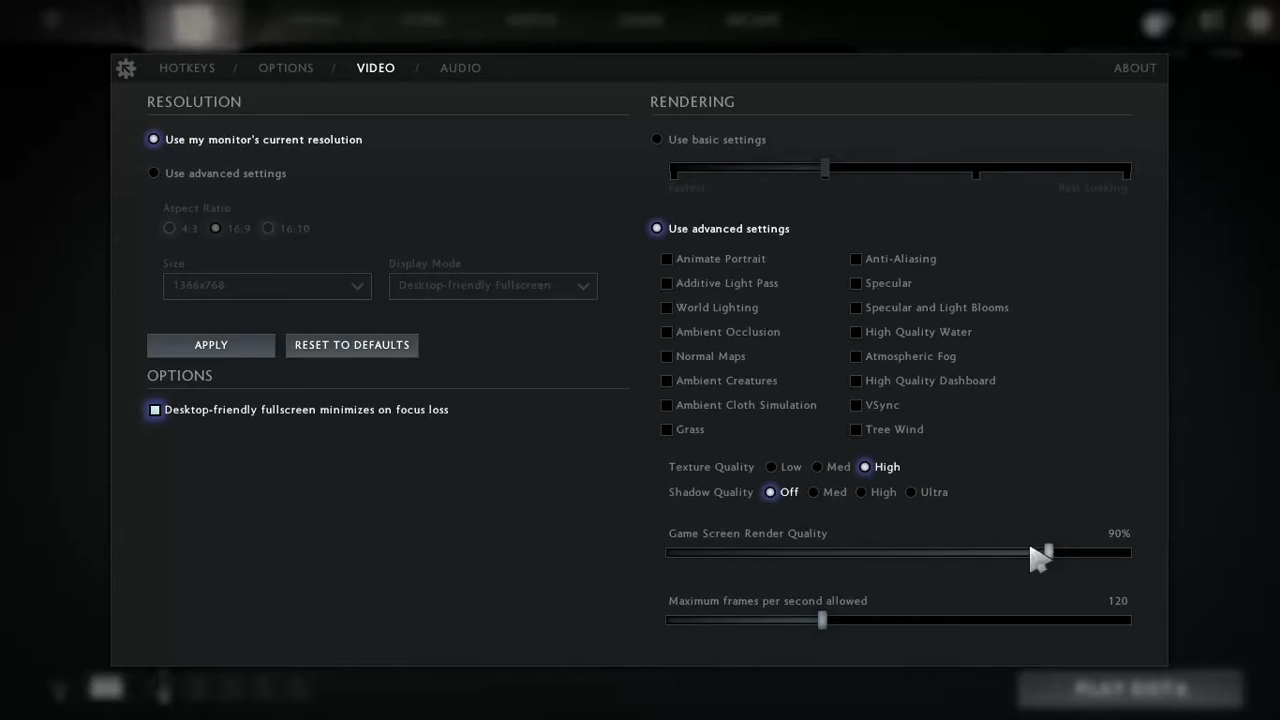 HOTKEYS / OPTIONS / VIDEO / AUDIO ABOUT
RESOLUTION
Use my monitor's current resolution
Use advanced settings
Aspect Ratio
4:3 16:9 16:10
Size Display Mode
1366x768 Desktop-friendly Fullscreen
APPLY RESET TO DEFAULTS
OPTIONS
Desktop-friendly fullscreen minimizes on focus loss
RENDERING
Use basic settings
Fastest Best Looking
Use advanced settings
Animate Portrait Anti-Aliasing
Additive Light Pass Specular
World Lighting Specular and Light Blooms
Ambient Occlusion High Quality Water
Normal Maps Atmospheric Fog
Ambient Creatures High Quality Dashboard
Ambient Cloth Simulation VSync
Grass Tree Wind
Texture Quality Low Med High
Shadow Quality Off Med High Ultra
Game Screen Render Quality 90%
Maximum frames per second allowed 120
PLAY DOTA